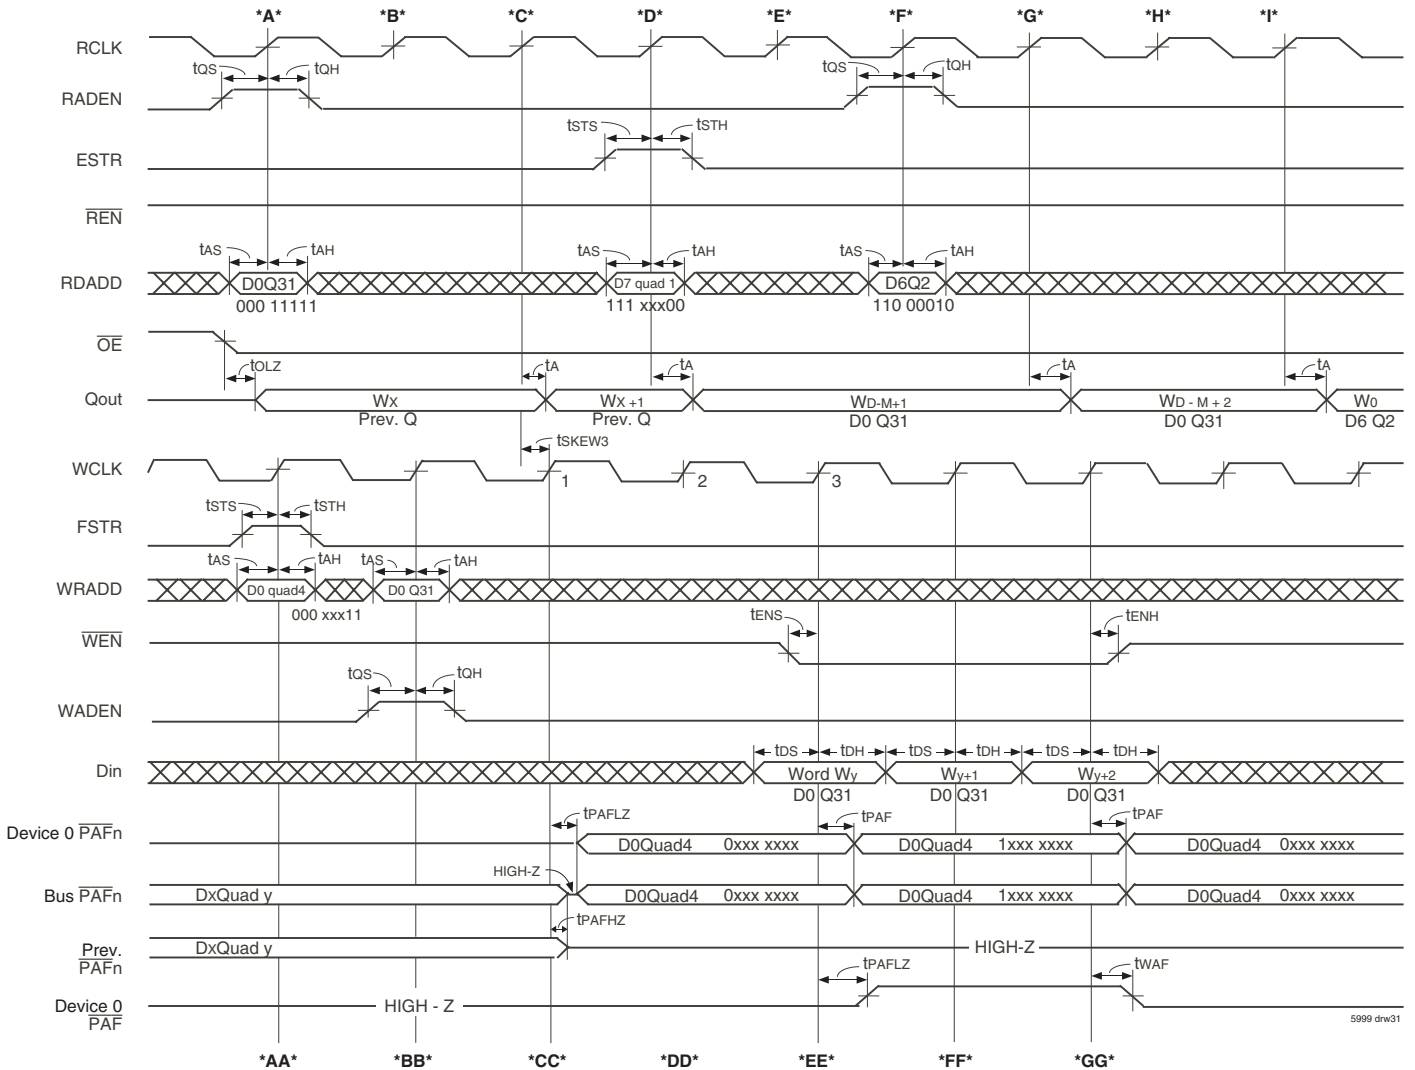 *A* *B* *C* *D* *E* *F* *G* *H* *I*
RCLK
tQS tQH tQS tQH
RADEN
tSTS tSTH
ESTR
REN
tAS tAH tAS tAH tAS tAH
RDADD D0Q31 D7 quad 1 D6Q2
000 11111 111 xxx00 110 00010
OE
tOLZ tA tA tA tA
Qout WX WX +1 WD-M+1 WD - M + 2 W0
Prev. Q Prev. Q D0 Q31 D0 Q31 D6 Q2
tSKEW3
WCLK 1 2 3
tSTS tSTH
FSTR
tAS tAH tAS tAH
WRADD D0 quad4 D0 Q31
000 xxx11
tENS tENH
WEN
tQS tQH
WADEN
tDS tDH tDS tDH tDS tDH
Din Word Wy Wy+1 Wy+2
D0 Q31 D0 Q31 D0 Q31
tPAFLZ tPAF tPAF
Device 0 PAFn D0Quad4 0xxx xxxx D0Quad4 1xxx xxxx D0Quad4 0xxx xxxx
HIGH-Z
Bus PAFn DxQuad y D0Quad4 0xxx xxxx D0Quad4 1xxx xxxx D0Quad4 0xxx xxxx
tPAFHZ
Prev. DxQuad y HIGH-Z
PAFn
tPAFLZ tWAF
Device 0 HIGH - Z
PAF
5999 drw31
*AA* *BB* *CC* *DD* *EE* *FF* *GG*